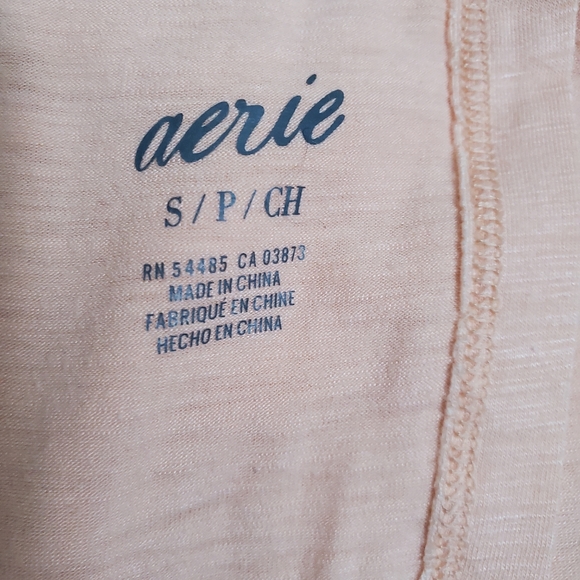 aerie
S / P / CH
RN 54485 CA 03873
MADE IN CHINA
FABRIQUÉ EN CHINE
HECHO EN CHINA